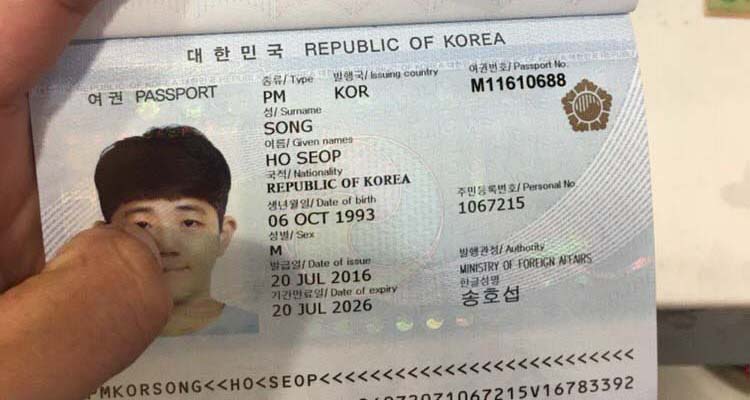 대한민국 REPUBLIC OF KOREA
여권 PASSPORT
종류/ Type 발행국/ Issuing country 여권번호/ Passport No.
PM KOR M11610688
성/ Surname
SONG
이름/ Given names
HO SEOP
국적/ Nationality
REPUBLIC OF KOREA
생년월일/ Date of birth 주민등록번호/ Personal No.
06 OCT 1993 1067215
성별/ Sex
M
발급일/ Date of issue 발행관청/ Authority
20 JUL 2016 MINISTRY OF FOREIGN AFFAIRS
기간만료일/ Date of expiry 한글성명
20 JUL 2026 송호섭
PMKORSONG<<HO<SEOP<<<<<<<<<<<<<<<<<<<<<<<<<
1067215V16783392